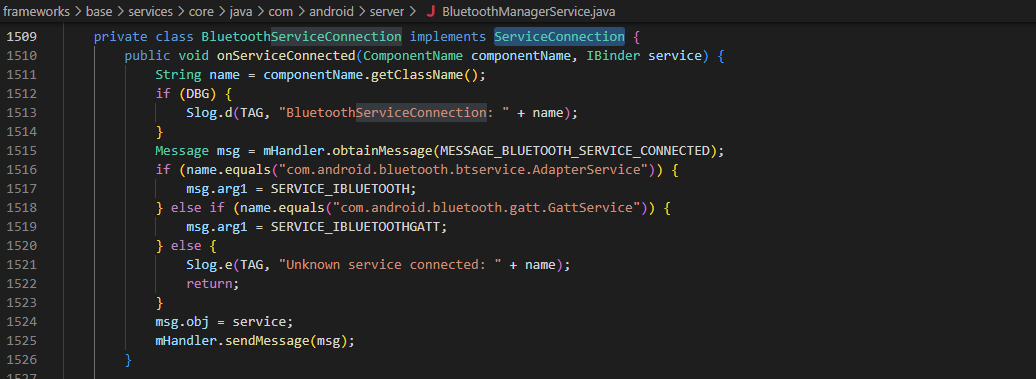 frameworks > base > services > core > java > com > android > server > J BluetoothManagerService.java
1509 private class BluetoothServiceConnection implements ServiceConnection {
1510 public void onServiceConnected(ComponentName componentName, IBinder service) {
1511 String name = componentName.getClassName();
1512 if (DBG) {
1513 Slog.d(TAG, "BluetoothServiceConnection: " + name);
1514 }
1515 Message msg = mHandler.obtainMessage(MESSAGE_BLUETOOTH_SERVICE_CONNECTED);
1516 if (name.equals("com.android.bluetooth.btservice.AdapterService")) {
1517 msg.arg1 = SERVICE_IBLUETOOTH;
1518 } else if (name.equals("com.android.bluetooth.gatt.GattService")) {
1519 msg.arg1 = SERVICE_IBLUETOOTHGATT;
1520 } else {
1521 Slog.e(TAG, "Unknown service connected: " + name);
1522 return;
1523 }
1524 msg.obj = service;
1525 mHandler.sendMessage(msg);
1526 }
1527